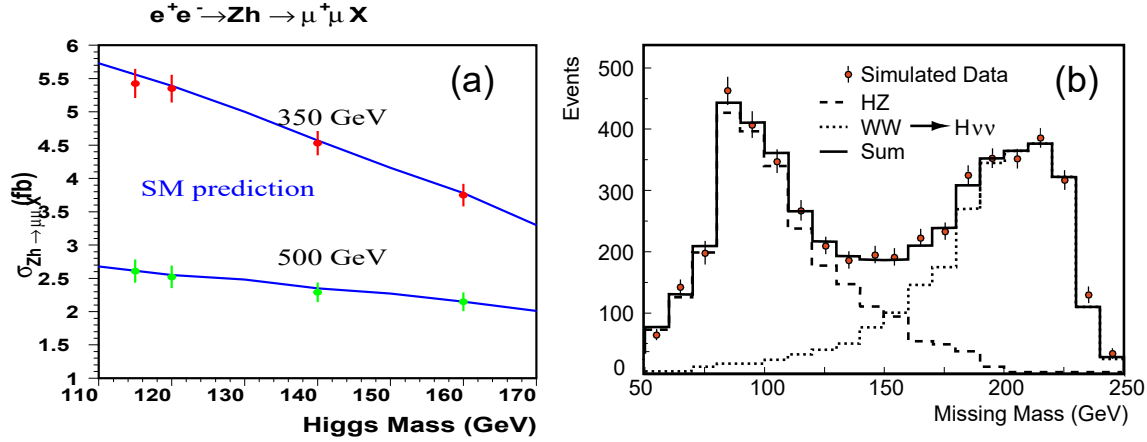 e⁺e⁻→Zh → μ⁺μ X
(a)
σZh→μμX (fb)
6
5.5
5
4.5
4
3.5
3
2.5
2
1.5
1
350 GeV
SM prediction
500 GeV
110 120 130 140 150 160 170
Higgs Mass (GeV)
(b)
Events
500
400
300
200
100
0
Simulated Data
HZ
WW → Hνν
Sum
50 100 150 200 250
Missing Mass (GeV)